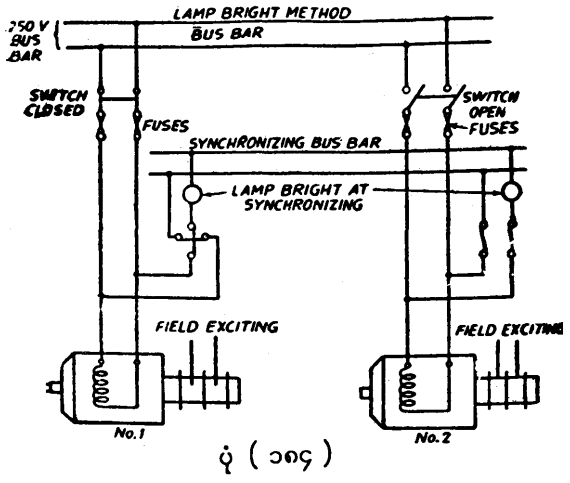 LAMP BRIGHT METHOD
250 V
BUS
BAR
BUS BAR
SWITCH
CLOSED
FUSES
SWITCH
OPEN
FUSES
SYNCHRONIZING BUS BAR
LAMP BRIGHT AT
SYNCHRONIZING
FIELD EXCITING
FIELD EXCITING
No.1
No.2
ပုံ ( ၁၈၄ )